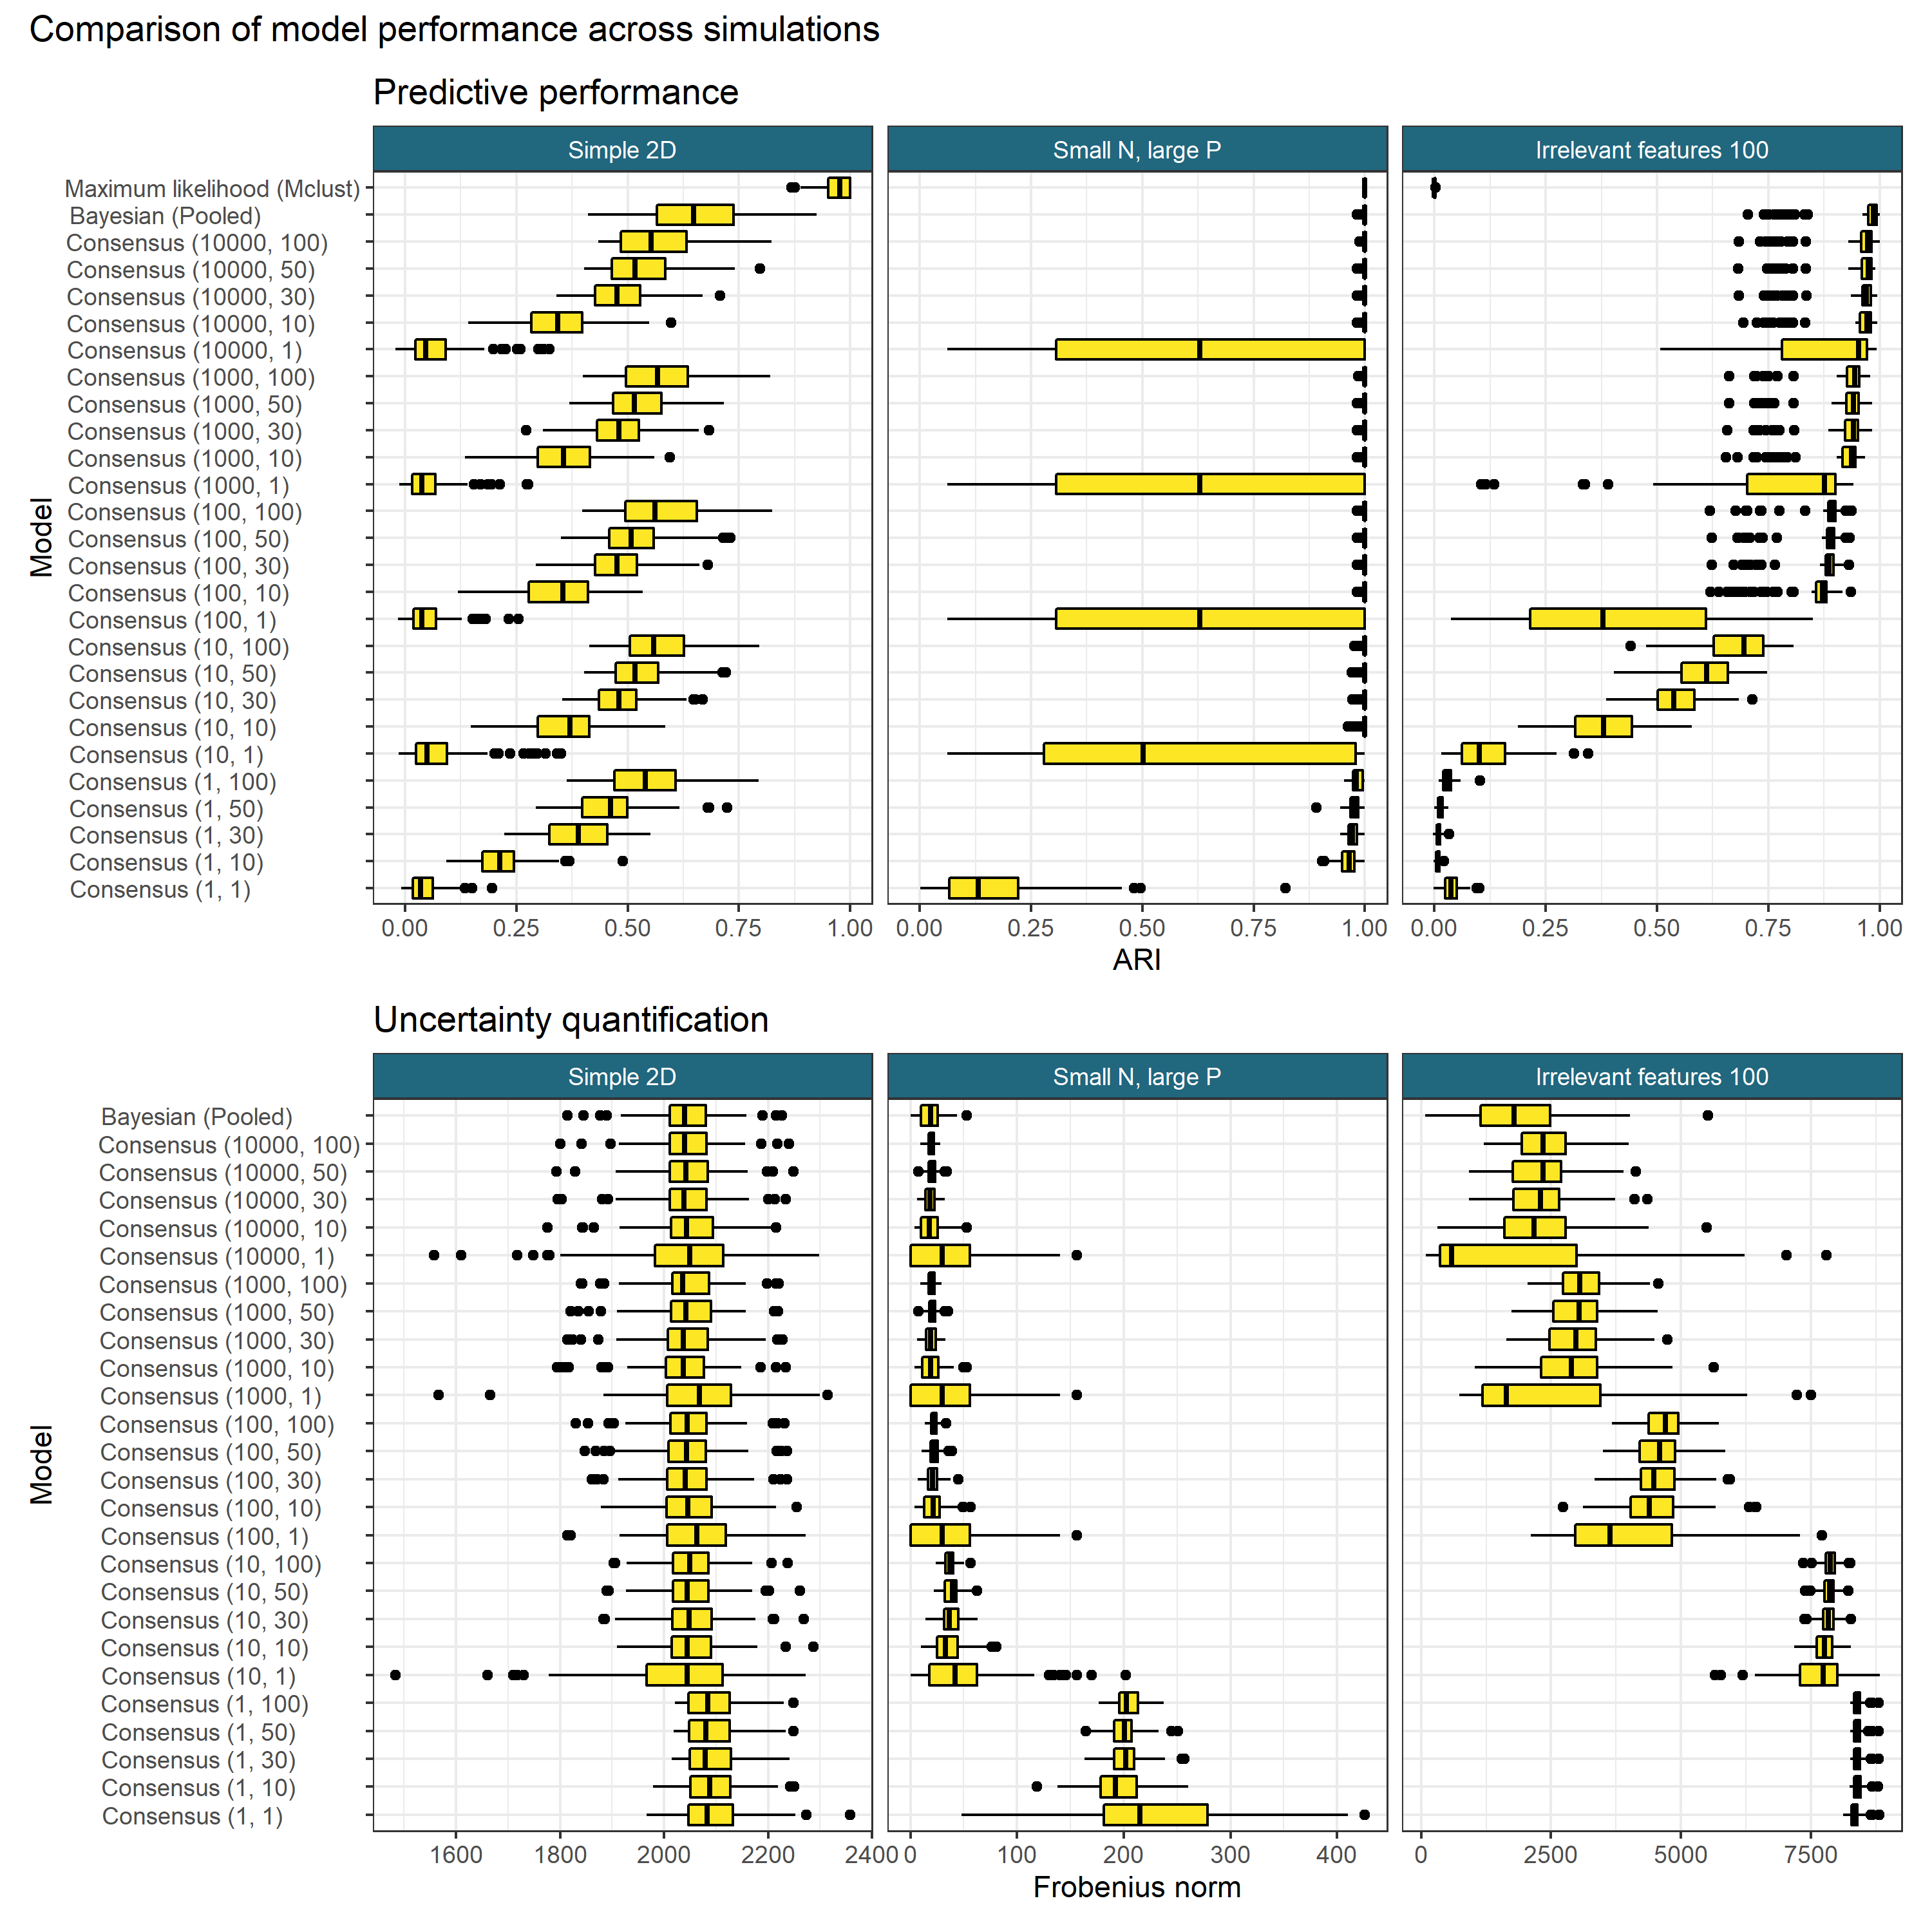 Comparison of model performance across simulations
Predictive performance
Simple 2D
Small N, large P
Irrelevant features 100
Model
Maximum likelihood (Mclust)
Bayesian (Pooled)
Consensus (10000, 100)
Consensus (10000, 50)
Consensus (10000, 30)
Consensus (10000, 10)
Consensus (10000, 1)
Consensus (1000, 100)
Consensus (1000, 50)
Consensus (1000, 30)
Consensus (1000, 10)
Consensus (1000, 1)
Consensus (100, 100)
Consensus (100, 50)
Consensus (100, 30)
Consensus (100, 10)
Consensus (100, 1)
Consensus (10, 100)
Consensus (10, 50)
Consensus (10, 30)
Consensus (10, 10)
Consensus (10, 1)
Consensus (1, 100)
Consensus (1, 50)
Consensus (1, 30)
Consensus (1, 10)
Consensus (1, 1)
0.00 0.25 0.50 0.75 1.00
0.00 0.25 0.50 0.75 1.00
0.00 0.25 0.50 0.75 1.00
ARI
Uncertainty quantification
Simple 2D
Small N, large P
Irrelevant features 100
Model
Bayesian (Pooled)
Consensus (10000, 100)
Consensus (10000, 50)
Consensus (10000, 30)
Consensus (10000, 10)
Consensus (10000, 1)
Consensus (1000, 100)
Consensus (1000, 50)
Consensus (1000, 30)
Consensus (1000, 10)
Consensus (1000, 1)
Consensus (100, 100)
Consensus (100, 50)
Consensus (100, 30)
Consensus (100, 10)
Consensus (100, 1)
Consensus (10, 100)
Consensus (10, 50)
Consensus (10, 30)
Consensus (10, 10)
Consensus (10, 1)
Consensus (1, 100)
Consensus (1, 50)
Consensus (1, 30)
Consensus (1, 10)
Consensus (1, 1)
1600 1800 2000 2200 2400
0 100 200 300 400
0 2500 5000 7500
Frobenius norm